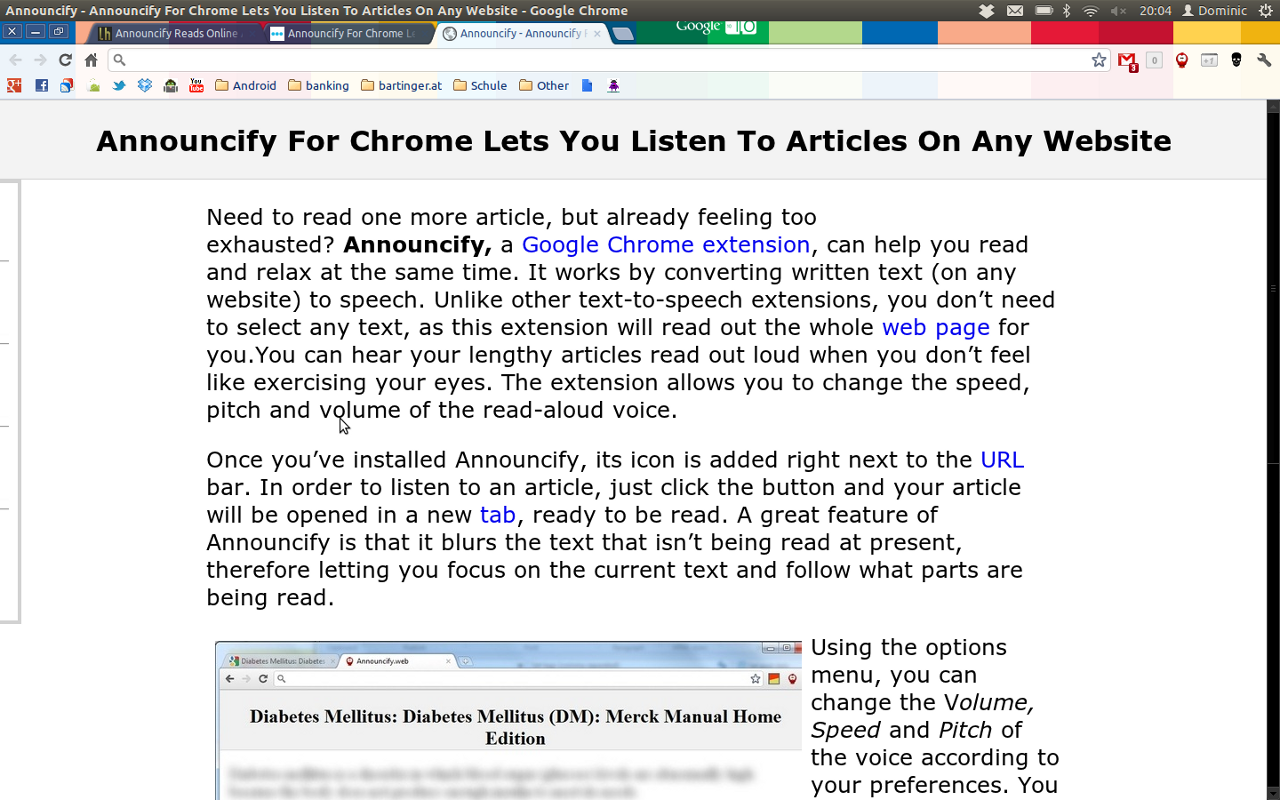 Announcify - Announcify For Chrome Lets You Listen To Articles On Any Website - Google Chrome
20:04 Dominic
Announcify Reads Online
Announcify For Chrome Le
Announcify - Announcify
Google
Android banking bartinger.at Schule Other
Announcify For Chrome Lets You Listen To Articles On Any Website
Need to read one more article, but already feeling too
exhausted? Announcify, a Google Chrome extension, can help you read
and relax at the same time. It works by converting written text (on any
website) to speech. Unlike other text-to-speech extensions, you don’t need
to select any text, as this extension will read out the whole web page for
you.You can hear your lengthy articles read out loud when you don’t feel
like exercising your eyes. The extension allows you to change the speed,
pitch and volume of the read-aloud voice.
Once you’ve installed Announcify, its icon is added right next to the URL
bar. In order to listen to an article, just click the button and your article
will be opened in a new tab, ready to be read. A great feature of
Announcify is that it blurs the text that isn’t being read at present,
therefore letting you focus on the current text and follow what parts are
being read.
Diabetes Mellitus: Diabetes
Announcify.web
Diabetes Mellitus: Diabetes Mellitus (DM): Merck Manual Home
Edition
Using the options
menu, you can
change the Volume,
Speed and Pitch of
the voice according to
your preferences. You